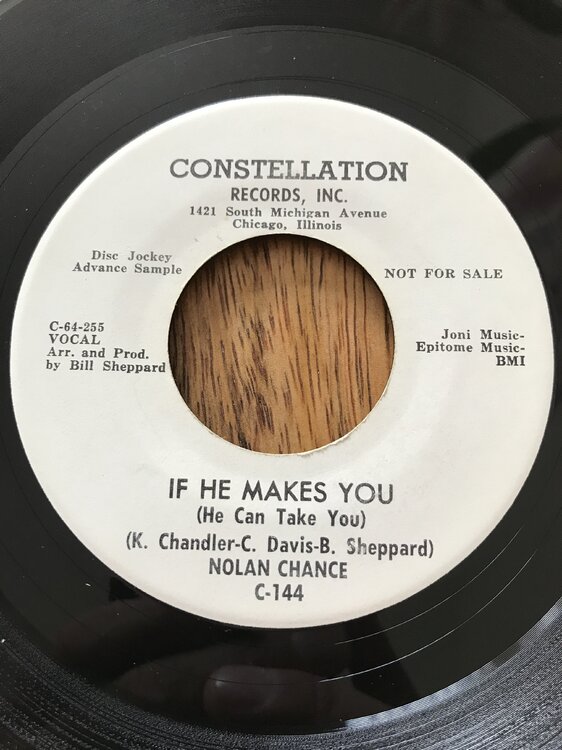 CONSTELLATION
RECORDS, INC.
1421 South Michigan Avenue
Chicago, Illinois
Disc Jockey
Advance Sample
NOT FOR SALE
C-64-255
VOCAL
Arr. and Prod.
by Bill Sheppard
Joni Music-
Epitome Music-
BMI
IF HE MAKES YOU
(He Can Take You)
(K. Chandler-C. Davis-B. Sheppard)
NOLAN CHANCE
C-144